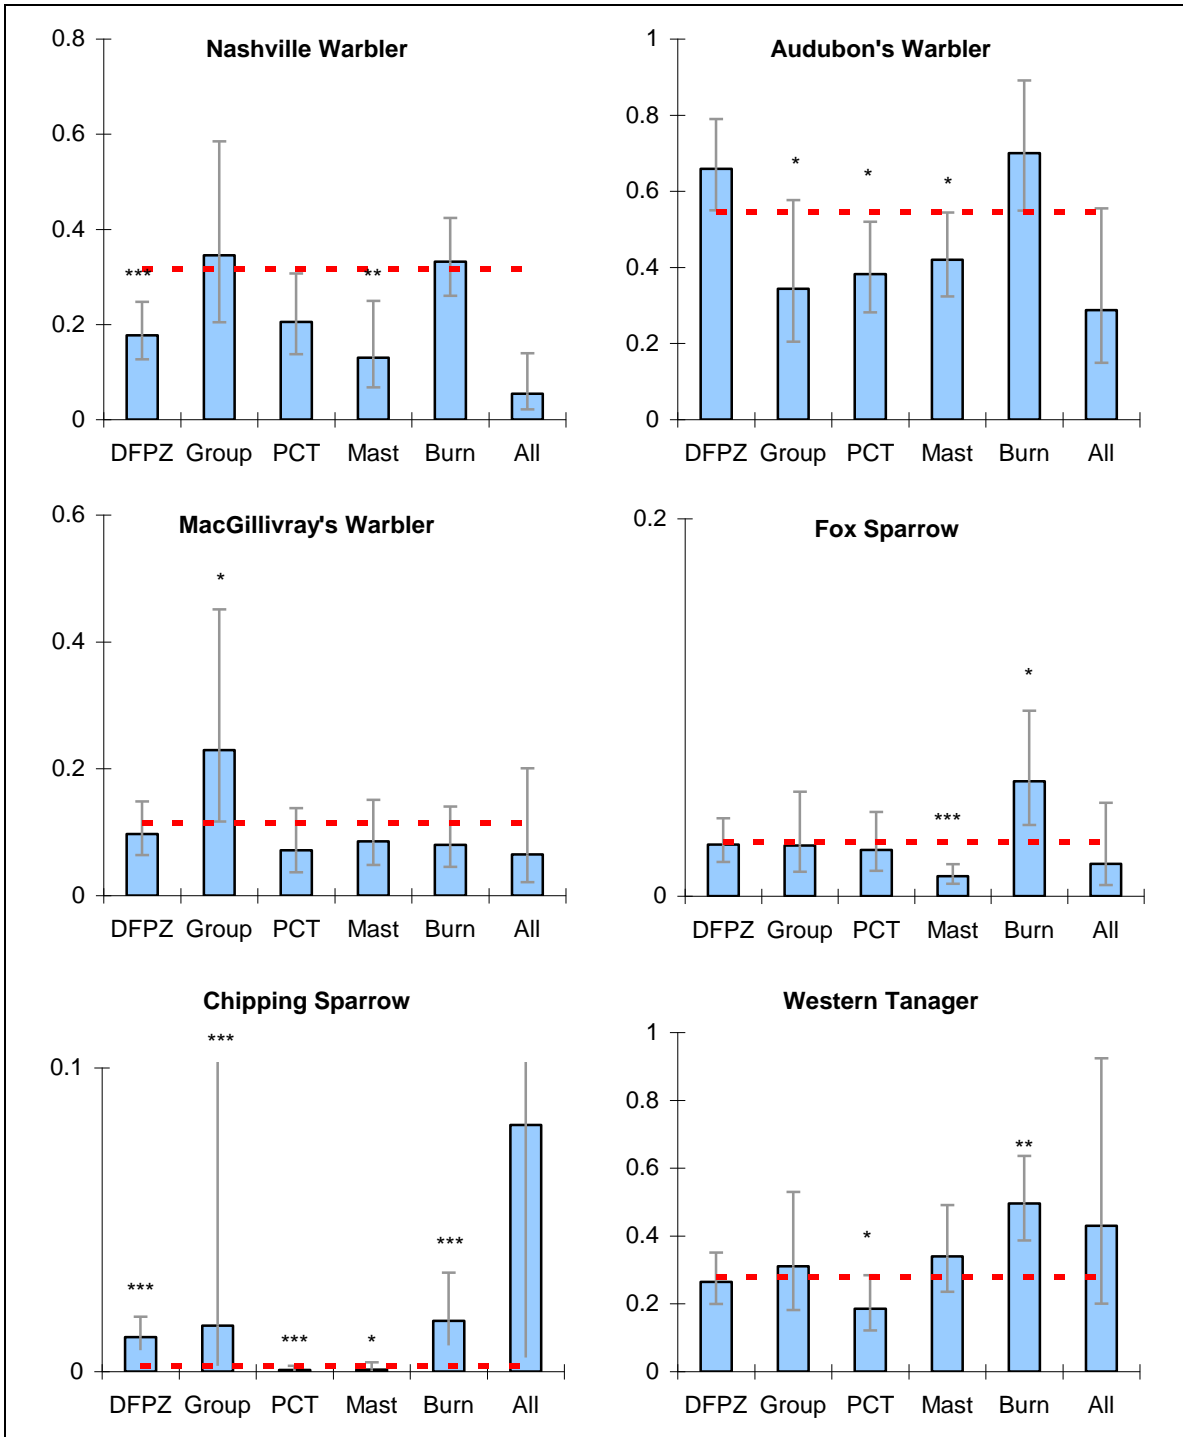 Nashville Warbler
0.8
0.6
0.4
0.2
0
***
**
DFPZ Group PCT Mast Burn All
Audubon's Warbler
1
0.8
0.6
0.4
0.2
0
* * *
DFPZ Group PCT Mast Burn All
MacGillivray's Warbler
0.6
0.4
0.2
0
*
DFPZ Group PCT Mast Burn All
Fox Sparrow
0.2
0
*
***
DFPZ Group PCT Mast Burn All
Chipping Sparrow
0.1
0
***
***
***
*** *
DFPZ Group PCT Mast Burn All
Western Tanager
1
0.8
0.6
0.4
0.2
0
**
*
DFPZ Group PCT Mast Burn All